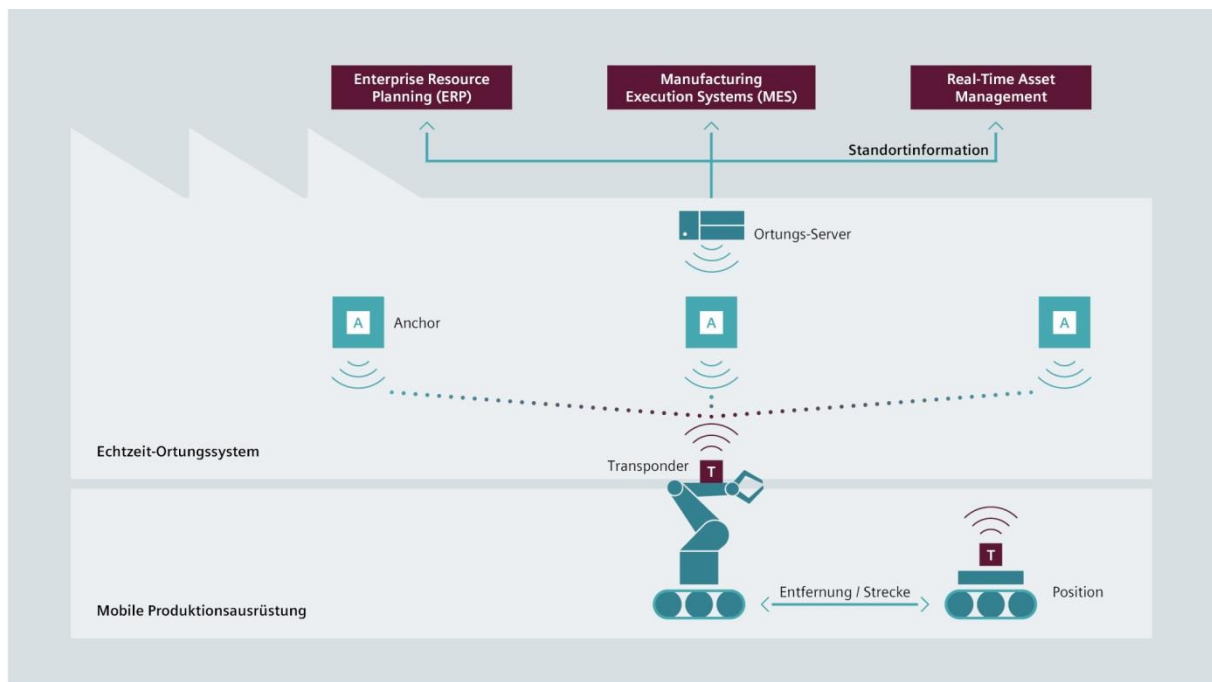 Enterprise Resource
Planning (ERP)
Manufacturing
Execution Systems (MES)
Real-Time Asset
Management
Standortinformation
Ortungs-Server
A
Anchor
A
A
Echtzeit-Ortungssystem
Transponder
T
T
Entfernung / Strecke
Position
Mobile Produktionsausrüstung